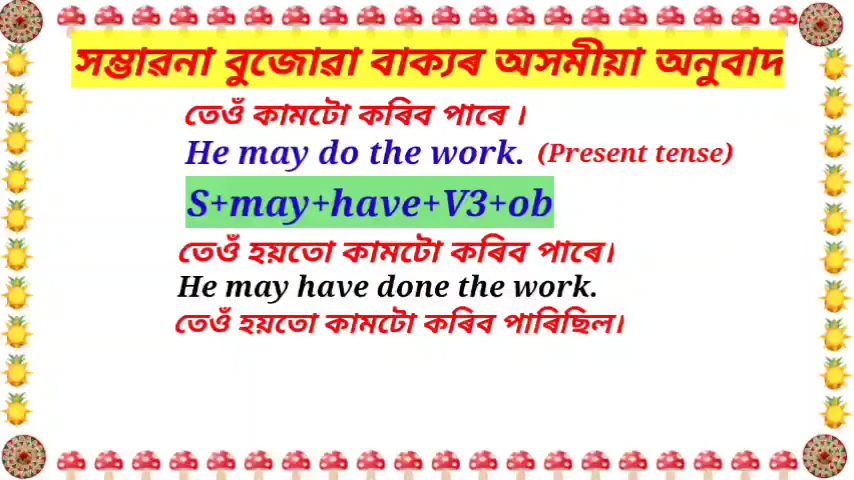 সম্ভাৱনা বুজোৱা বাক্যৰ অসমীয়া অনুবাদ
তেওঁ কামটো কৰিব পাৰে ।
He may do the work. (Present tense)
S+may+have+V3+ob
তেওঁ হয়তো কামটো কৰিব পাৰে।
He may have done the work.
তেওঁ হয়তো কামটো কৰিব পাৰিছিল।